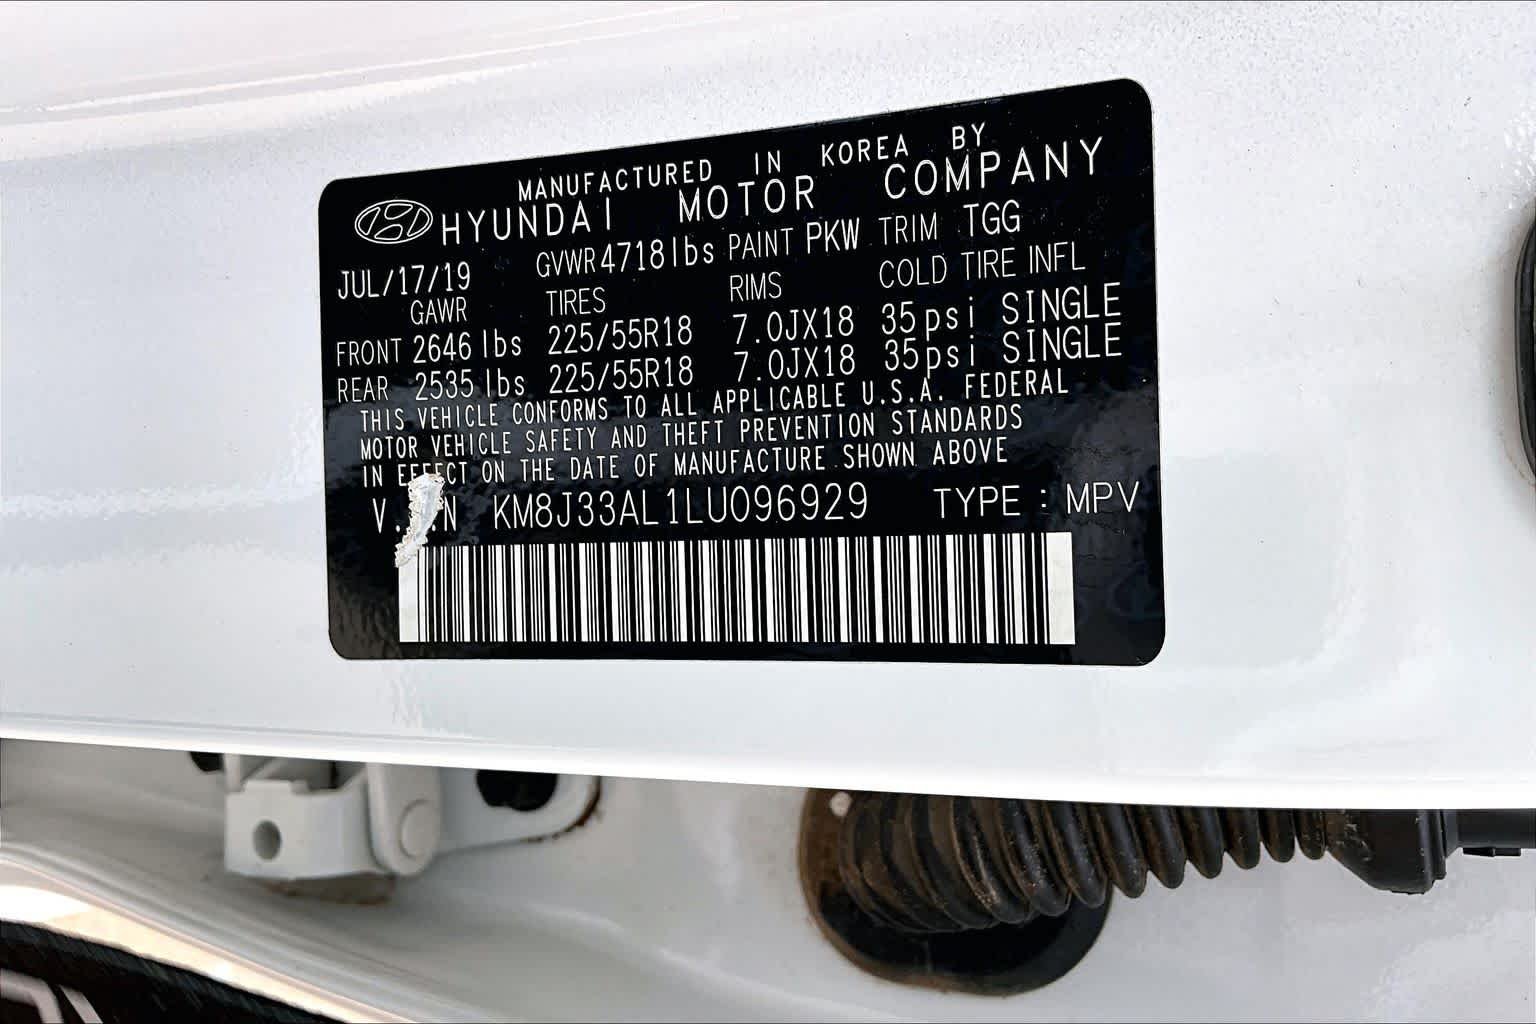 MANUFACTURED IN KOREA BY
HYUNDAI MOTOR COMPANY
JUL/17/19 GVWR 4718lbs PAINT PKW TRIM TGG
GAWR TIRES RIMS COLD TIRE INFL
FRONT 2646 lbs 225/55R18 7.0JX18 35psi SINGLE
REAR 2535 lbs 225/55R18 7.0JX18 35psi SINGLE
THIS VEHICLE CONFORMS TO ALL APPLICABLE U.S.A. FEDERAL
MOTOR VEHICLE SAFETY AND THEFT PREVENTION STANDARDS
IN EFFECT ON THE DATE OF MANUFACTURE SHOWN ABOVE
KM8J33AL1LU096929 TYPE : MPV